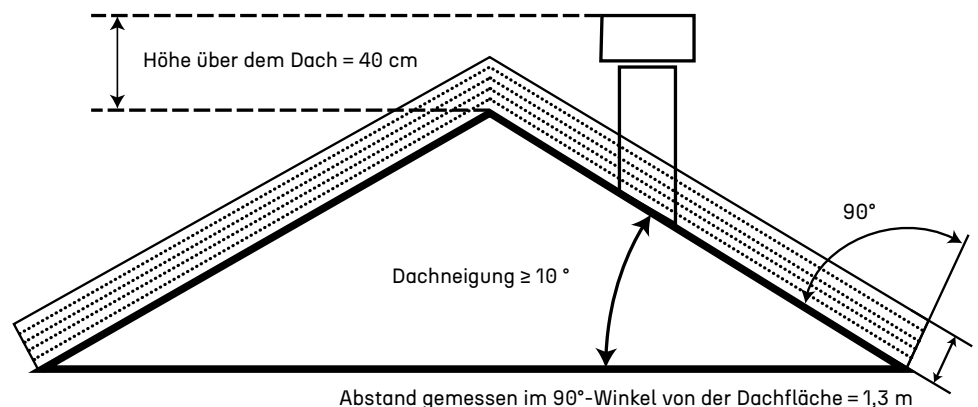 Höhe über dem Dach = 40 cm
90°
Dachneigung ≥ 10 °
Abstand gemessen im 90°-Winkel von der Dachfläche = 1,3 m